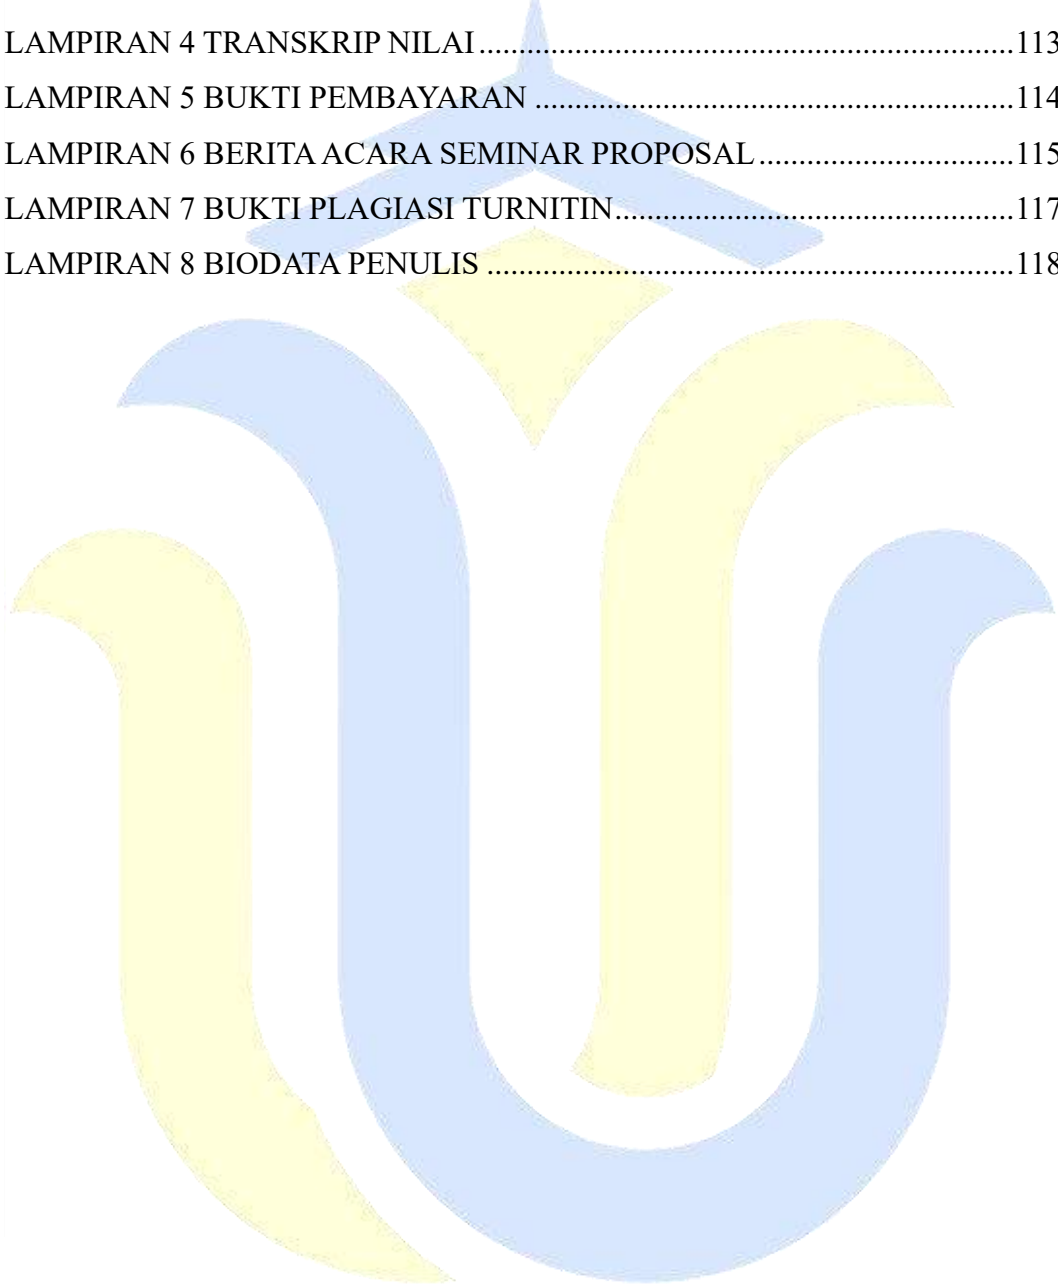 LAMPIRAN 4 TRANSKRIP NILAI....................................................................113
LAMPIRAN 5 BUKTI PEMBAYARAN .............................................................114
LAMPIRAN 6 BERITA ACARA SEMINAR PROPOSAL................................115
LAMPIRAN 7 BUKTI PLAGIASI TURNITIN...................................................117
LAMPIRAN 8 BIODATA PENULIS ...................................................................118